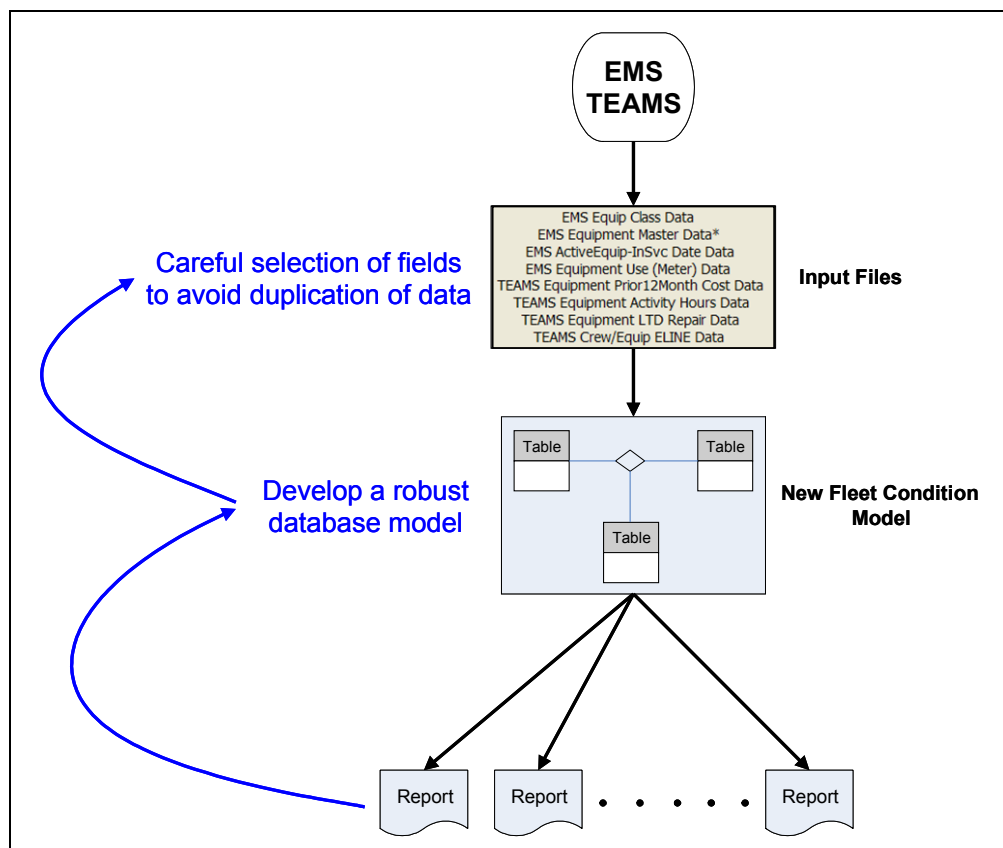 EMS
TEAMS
EMS Equip Class Data
EMS Equipment Master Data*
EMS ActiveEquip-InSvc Date Data
EMS Equipment Use (Meter) Data
TEAMS Equipment Prior12Month Cost Data
TEAMS Equipment Activity Hours Data
TEAMS Equipment LTD Repair Data
TEAMS Crew/Equip ELINE Data
Input Files
Careful selection of fields
to avoid duplication of data
Table
Table
Table
New Fleet Condition
Model
Develop a robust
database model
Report
Report
Report